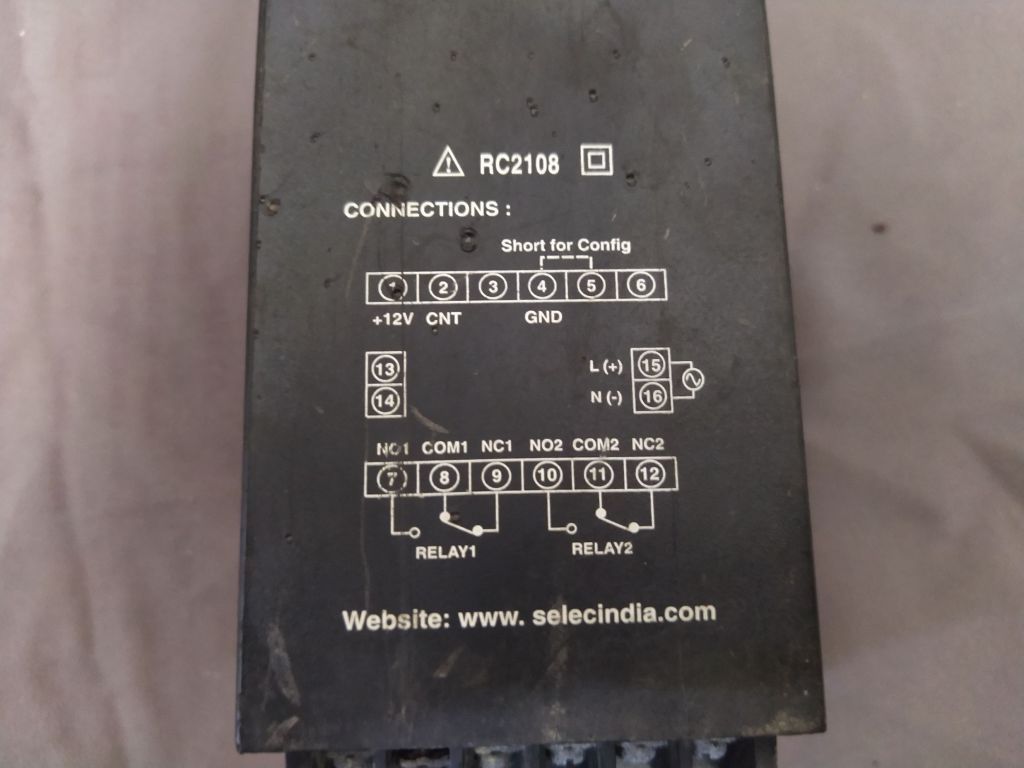 RC2108
CONNECTIONS :
Short for Config
1 2 3 4 5 6
+12V CNT GND
13
14
L (+) 15
N (-) 16
NO1 COM1 NC1 NO2 COM2 NC2
7 8 9 10 11 12
RELAY1 RELAY2
Website: www. selecindia.com